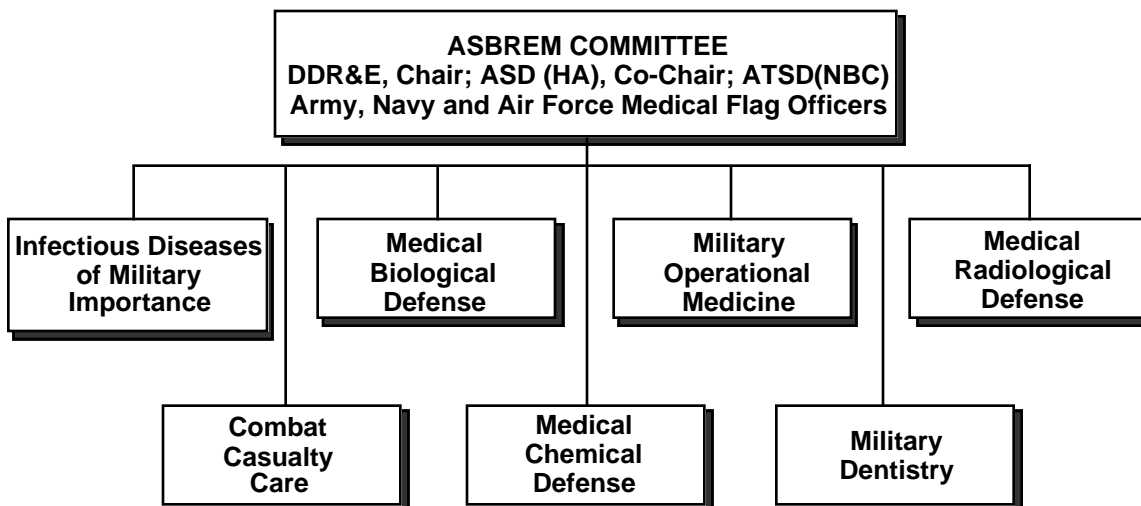 ASBREM COMMITTEE
DDR&E, Chair; ASD (HA), Co-Chair; ATSD(NBC)
Army, Navy and Air Force Medical Flag Officers
Infectious Diseases
of Military
Importance
Medical
Biological
Defense
Military
Operational
Medicine
Medical
Radiological
Defense
Combat
Casualty
Care
Medical
Chemical
Defense
Military
Dentistry